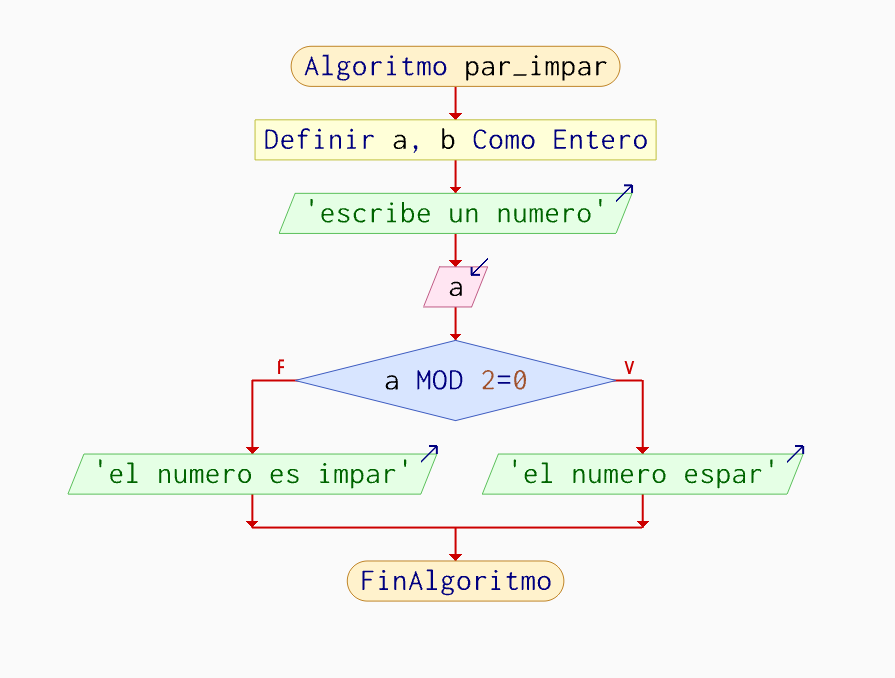 Algoritmo par_impar
Definir a, b Como Entero
'escribe un numero'
a
F
V
a MOD 2=0
'el numero es impar'
'el numero espar'
FinAlgoritmo